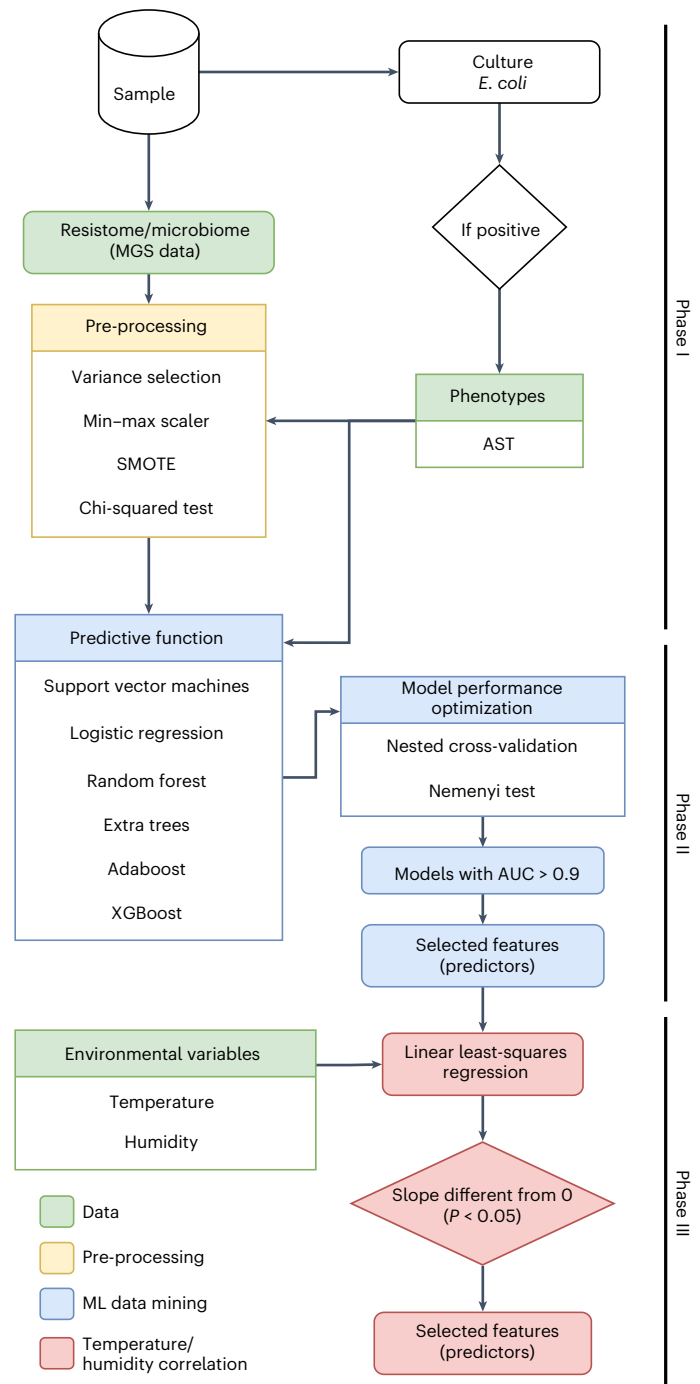 Sample
Culture
E. coli
Resistome/microbiome
(MGS data)
If positive
Pre-processing
Variance selection
Min–max scaler
SMOTE
Chi-squared test
Phenotypes
AST
Phase I
Predictive function
Support vector machines
Logistic regression
Random forest
Extra trees
Adaboost
XGBoost
Model performance
optimization
Nested cross-validation
Nemenyi test
Models with AUC > 0.9
Selected features
(predictors)
Phase II
Environmental variables
Temperature
Humidity
Linear least-squares
regression
Slope different from 0
(P < 0.05)
Selected features
(predictors)
Phase III
Data
Pre-processing
ML data mining
Temperature/
humidity correlation